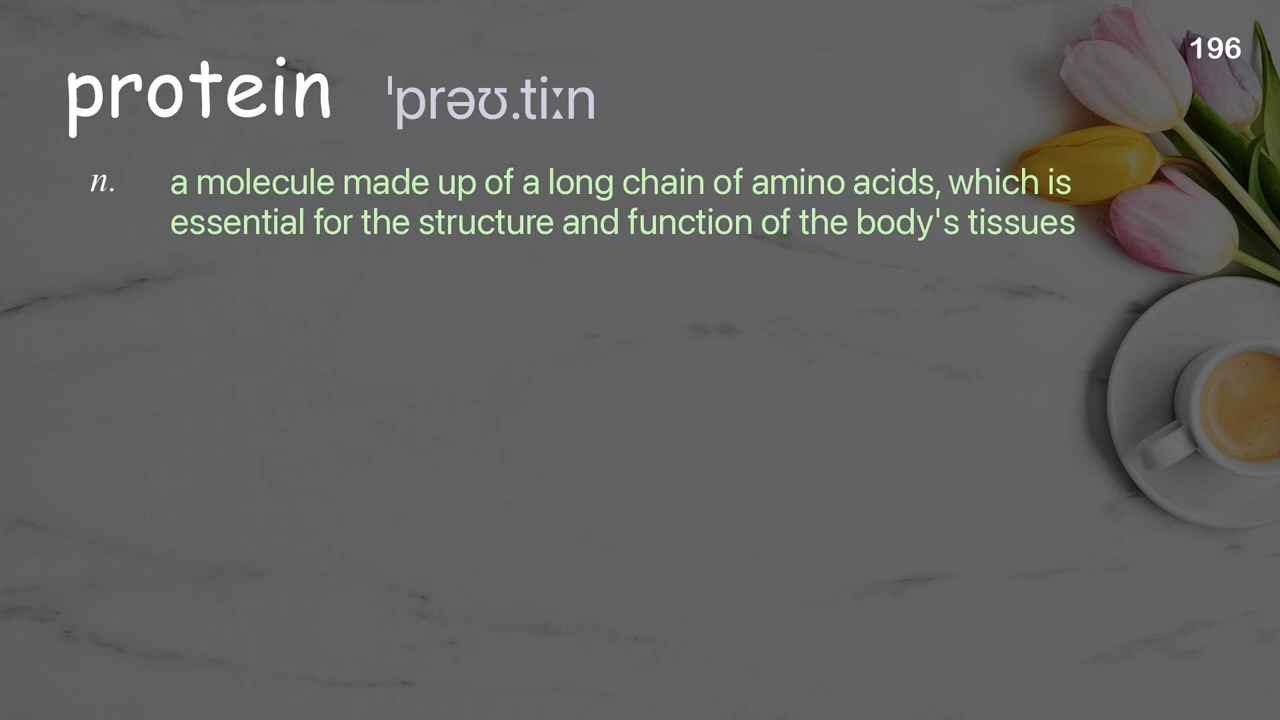 196
protein ˈprəʊ.tiːn
n. a molecule made up of a long chain of amino acids, which is
essential for the structure and function of the body's tissues